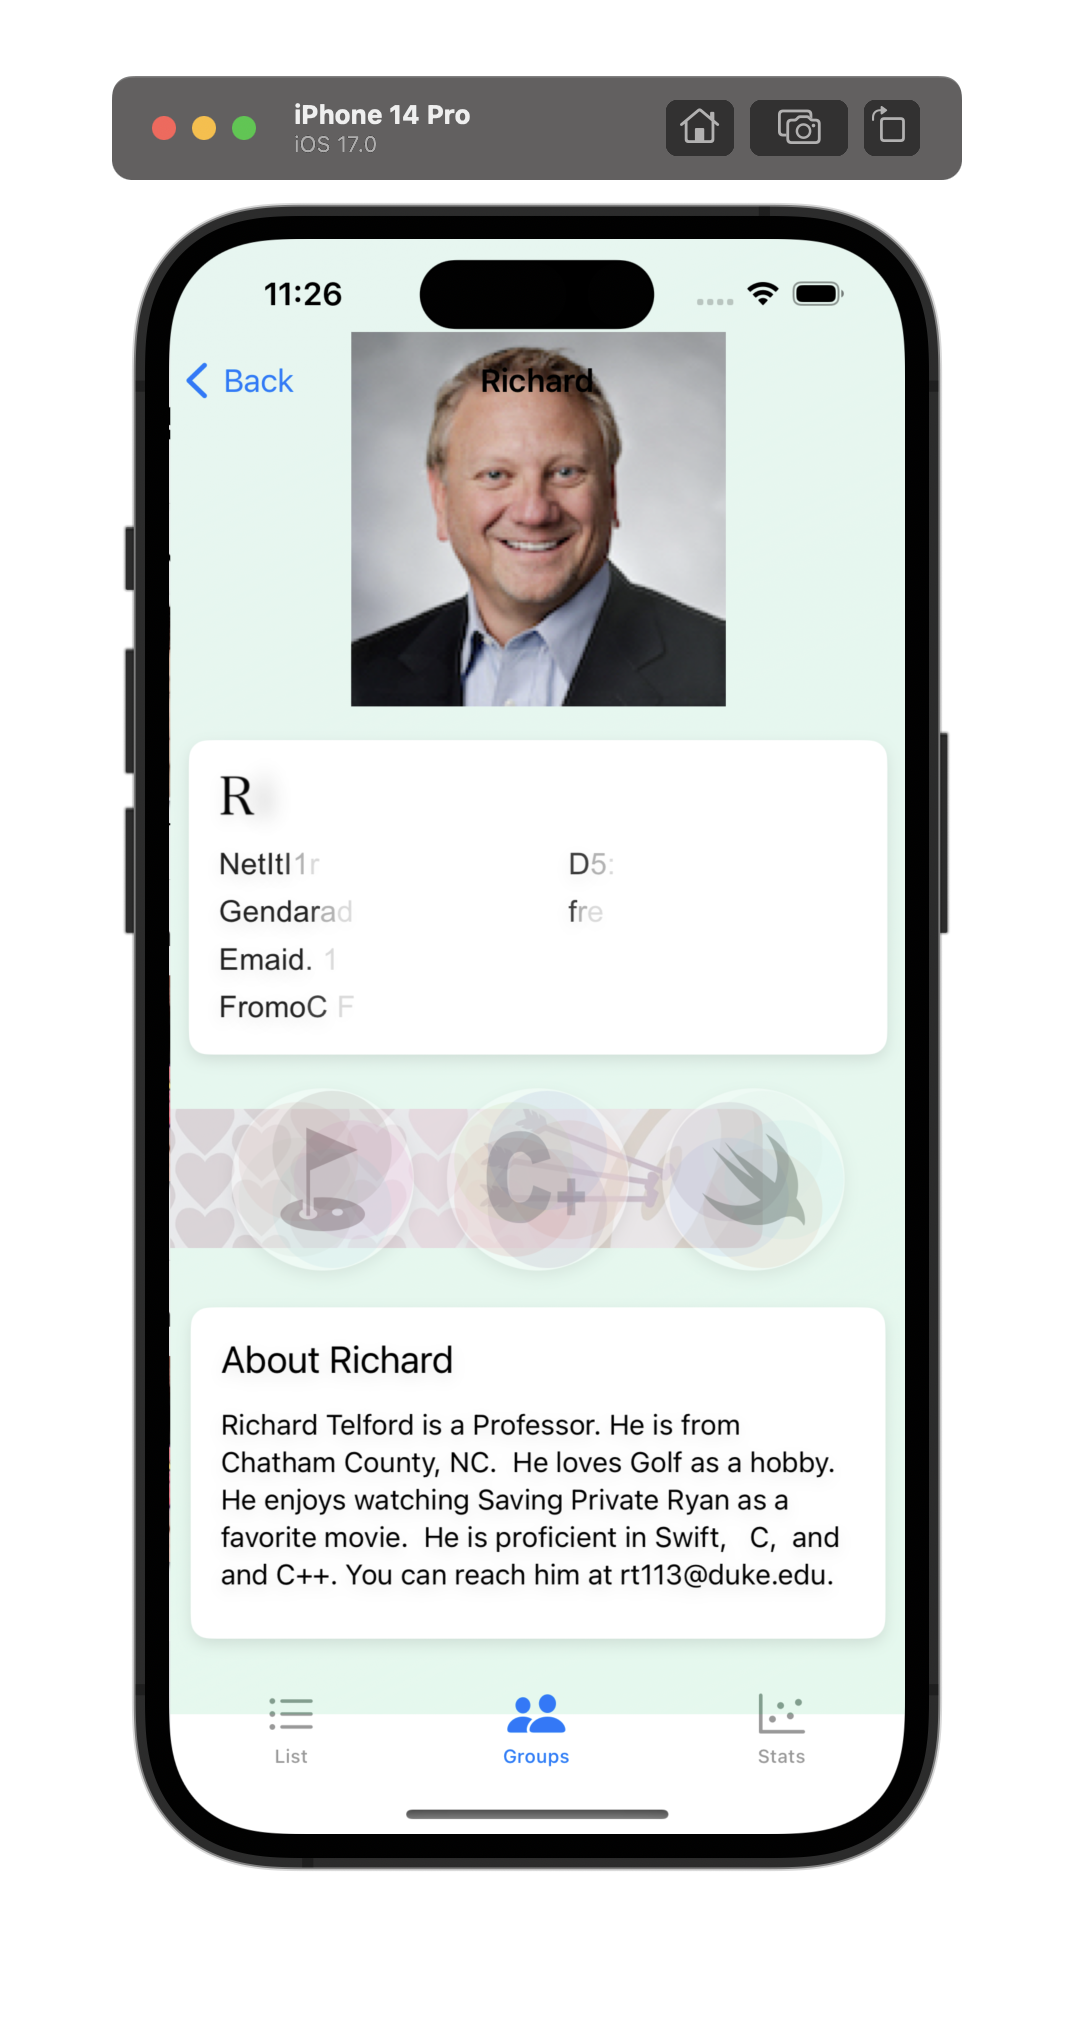 iPhone 14 Pro
iOS 17.0
11:26
Back
Richard
R
NetItl1r
D5:
Gendarad
fre
Emaid. 1
FromoC F
C+
About Richard
Richard Telford is a Professor. He is from
Chatham County, NC.  He loves Golf as a hobby.
He enjoys watching Saving Private Ryan as a
favorite movie.  He is proficient in Swift,   C,  and
and C++. You can reach him at rt113@duke.edu.
List
Groups
Stats